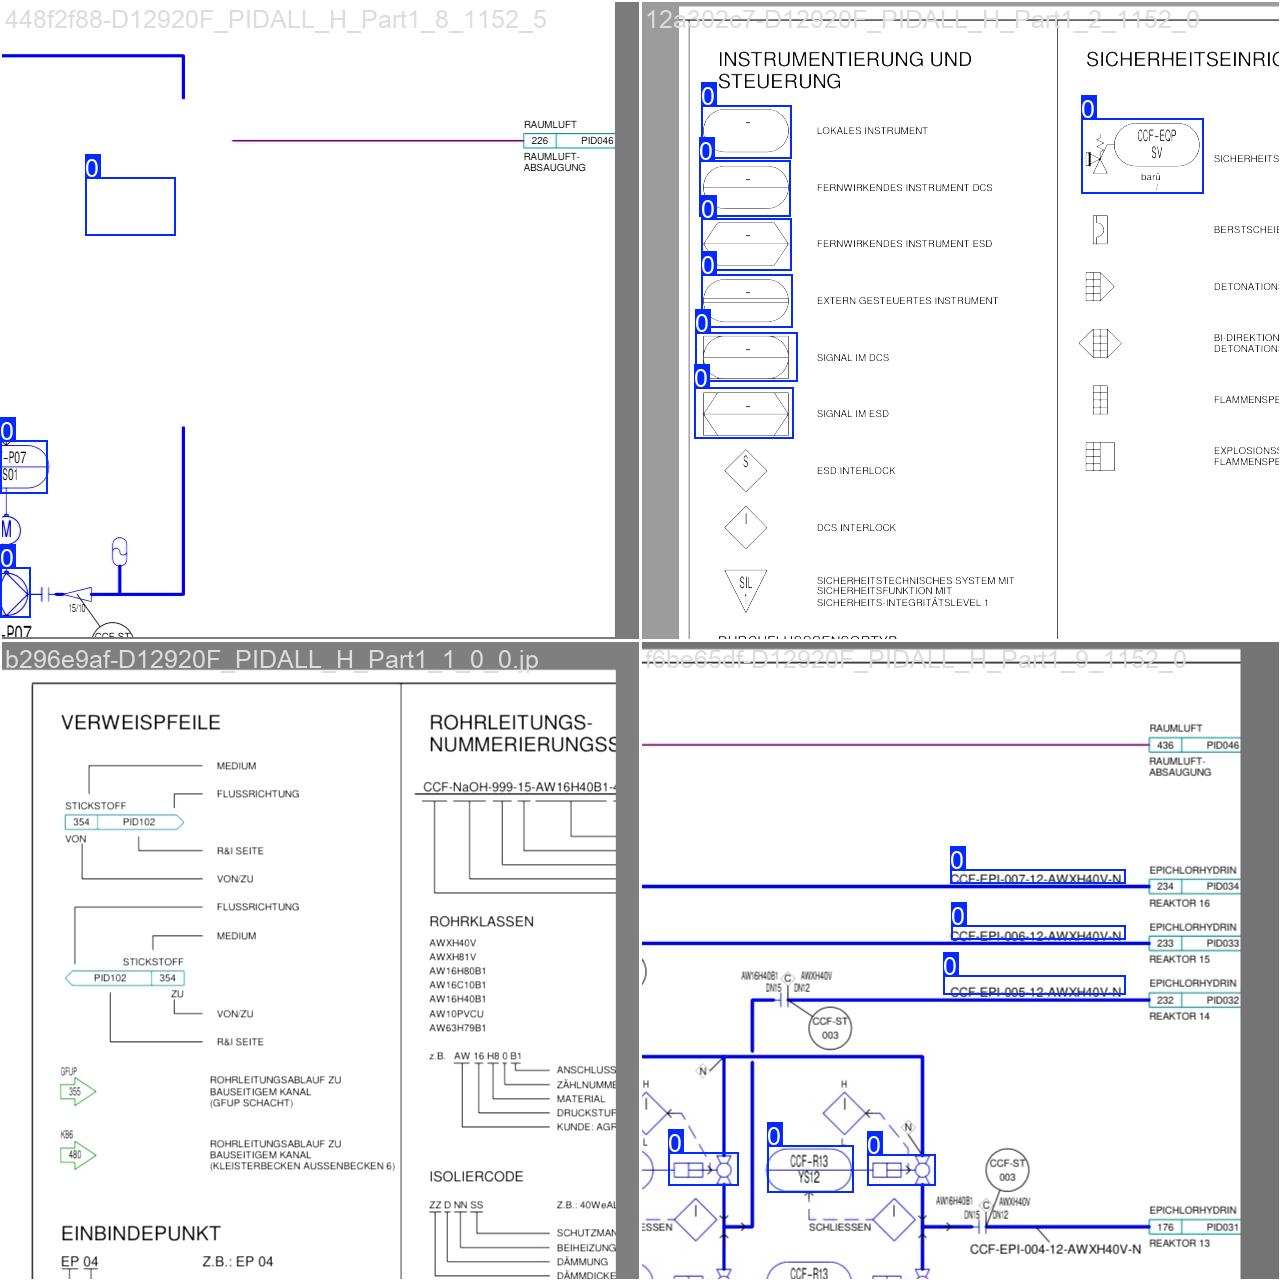 448f2f88-D12920F_PIDALL_H_Part1_8_1152_5
RAUMLUFT
226 PID046
RAUMLUFT-
ABSAUGUNG
0
0
-P07
S01
M
0
15/10
-P07
CCF-ST
12a302c7-D12920F_PIDALL_H_Part1_2_1152_0
INSTRUMENTIERUNG UND
STEUERUNG
0
LOKALES INSTRUMENT
0
FERNWIRKENDES INSTRUMENT DCS
0
FERNWIRKENDES INSTRUMENT ESD
0
EXTERN GESTEUERTES INSTRUMENT
0
SIGNAL IM DCS
0
SIGNAL IM ESD
S
ESD INTERLOCK
I
DCS INTERLOCK
SIL
SICHERHEITSTECHNISCHES SYSTEM MIT
SICHERHEITSFUNKTION MIT
SICHERHEITS-INTEGRITÄTSLEVEL 1
DURCHFLUSSSENSORTYP
SICHERHEITSEINRIC
0
CCF-EQP
SV
barü
/
SICHERHEITS
BERSTSCHEIE
DETONATION
BI-DIREKTION
DETONATION
FLAMMENSPE
EXPLOSIONS
FLAMMENSPE
b296e9af-D12920F_PIDALL_H_Part1_1_0_0.jp
VERWEISPFEILE
MEDIUM
FLUSSRICHTUNG
STICKSTOFF
354 PID102
VON
R&I SEITE
VON/ZU
FLUSSRICHTUNG
MEDIUM
STICKSTOFF
PID102 354
ZU
VON/ZU
R&I SEITE
GFUP
355
ROHRLEITUNGSABLAUF ZU
BAUSEITIGEM KANAL
(GFUP SCHACHT)
KB6
480
ROHRLEITUNGSABLAUF ZU
BAUSEITIGEM KANAL
(KLEISTERBECKEN AUSSENBECKEN 6)
EINBINDEPUNKT
EP 04 Z.B.: EP 04
ROHRLEITUNGS-
NUMMERIERUNGSS
CCF-NaOH-999-15-AW16H40B1-4
ROHRKLASSEN
AWXH40V
AWXH81V
AW16H80B1
AW16C10B1
AW16H40B1
AW10PVCU
AW63H79B1
z.B. AW 16 H8 0 B1
ANSCHLUSS
ZÄHLNUMME
MATERIAL
DRUCKSTUF
KUNDE: AGR
ISOLIERCODE
ZZ D NN SS Z.B.: 40WeAL
SCHUTZMAN
BEIHEIZUNG
DÄMMUNG
DÄMMDICKE
f6be65df-D12920F_PIDALL_H_Part1_9_1152_0
RAUMLUFT
436 PID046
RAUMLUFT-
ABSAUGUNG
0
CCF-EPI-007-12-AWXH40V-N
EPICHLORHYDRIN
234 PID034
REAKTOR 16
0
CCF-EPI-006-12-AWXH40V-N
EPICHLORHYDRIN
233 PID033
REAKTOR 15
0
CCF-EPI-005-12-AWXH40V-N
EPICHLORHYDRIN
232 PID032
REAKTOR 14
AW16H40B1 C AWXH40V
DN15 DN12
CCF-ST
003
N
H
I
L
H
I
L
N
0
0
CCF-R13
YS12
0
CCF-ST
003
ESSEN
I
SCHLIESSEN
I
AW16H40B1 C AWXH40V
DN15 DN12
EPICHLORHYDRIN
176 PID031
REAKTOR 13
CCF-EPI-004-12-AWXH40V-N
CCF-R13